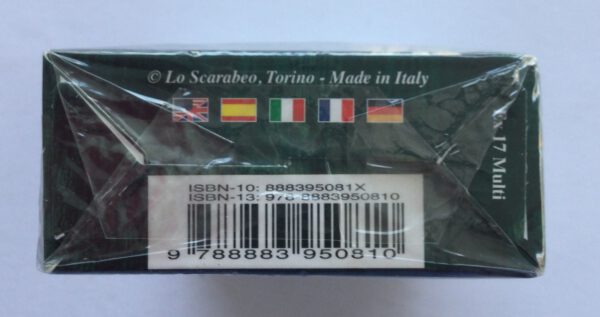 © Lo Scarabeo, Torino - Made in Italy
x 17 Multi
ISBN-10: 888395081X
ISBN-13: 978-8883950810
9 788883 950810